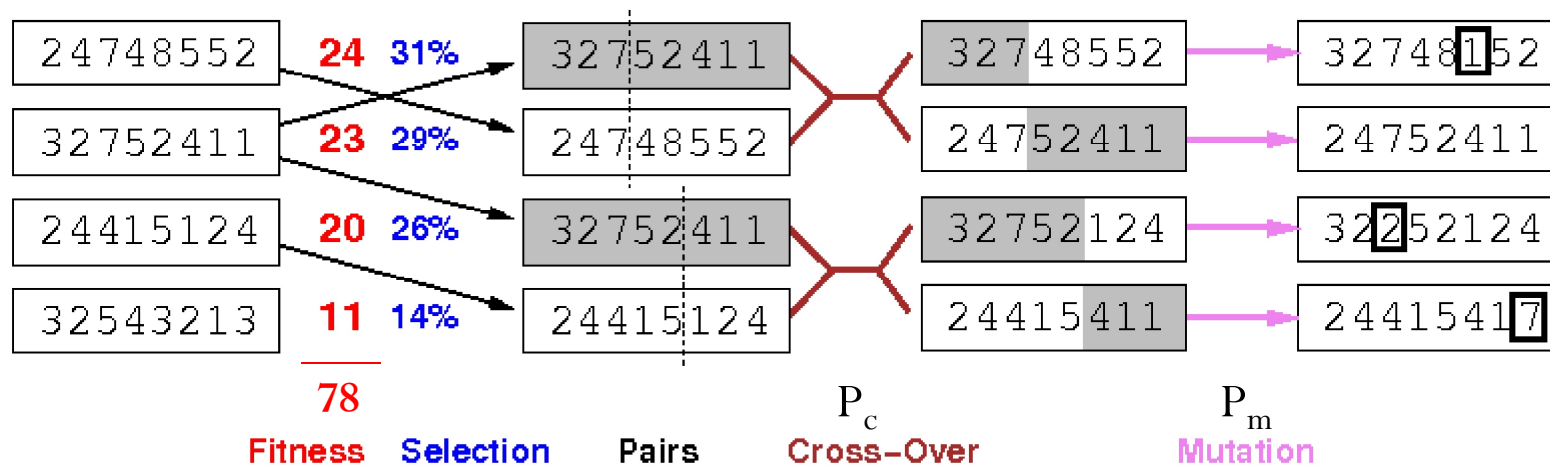 24748552 24 31% 32752411 32748552 32748152
32752411 23 29% 24748552 24752411 24752411
24415124 20 26% 32752411 32752124 32252124
32543213 11 14% 24415124 24415411 24415417
78 Pc Pm
Fitness Selection Pairs Cross-Over Mutation